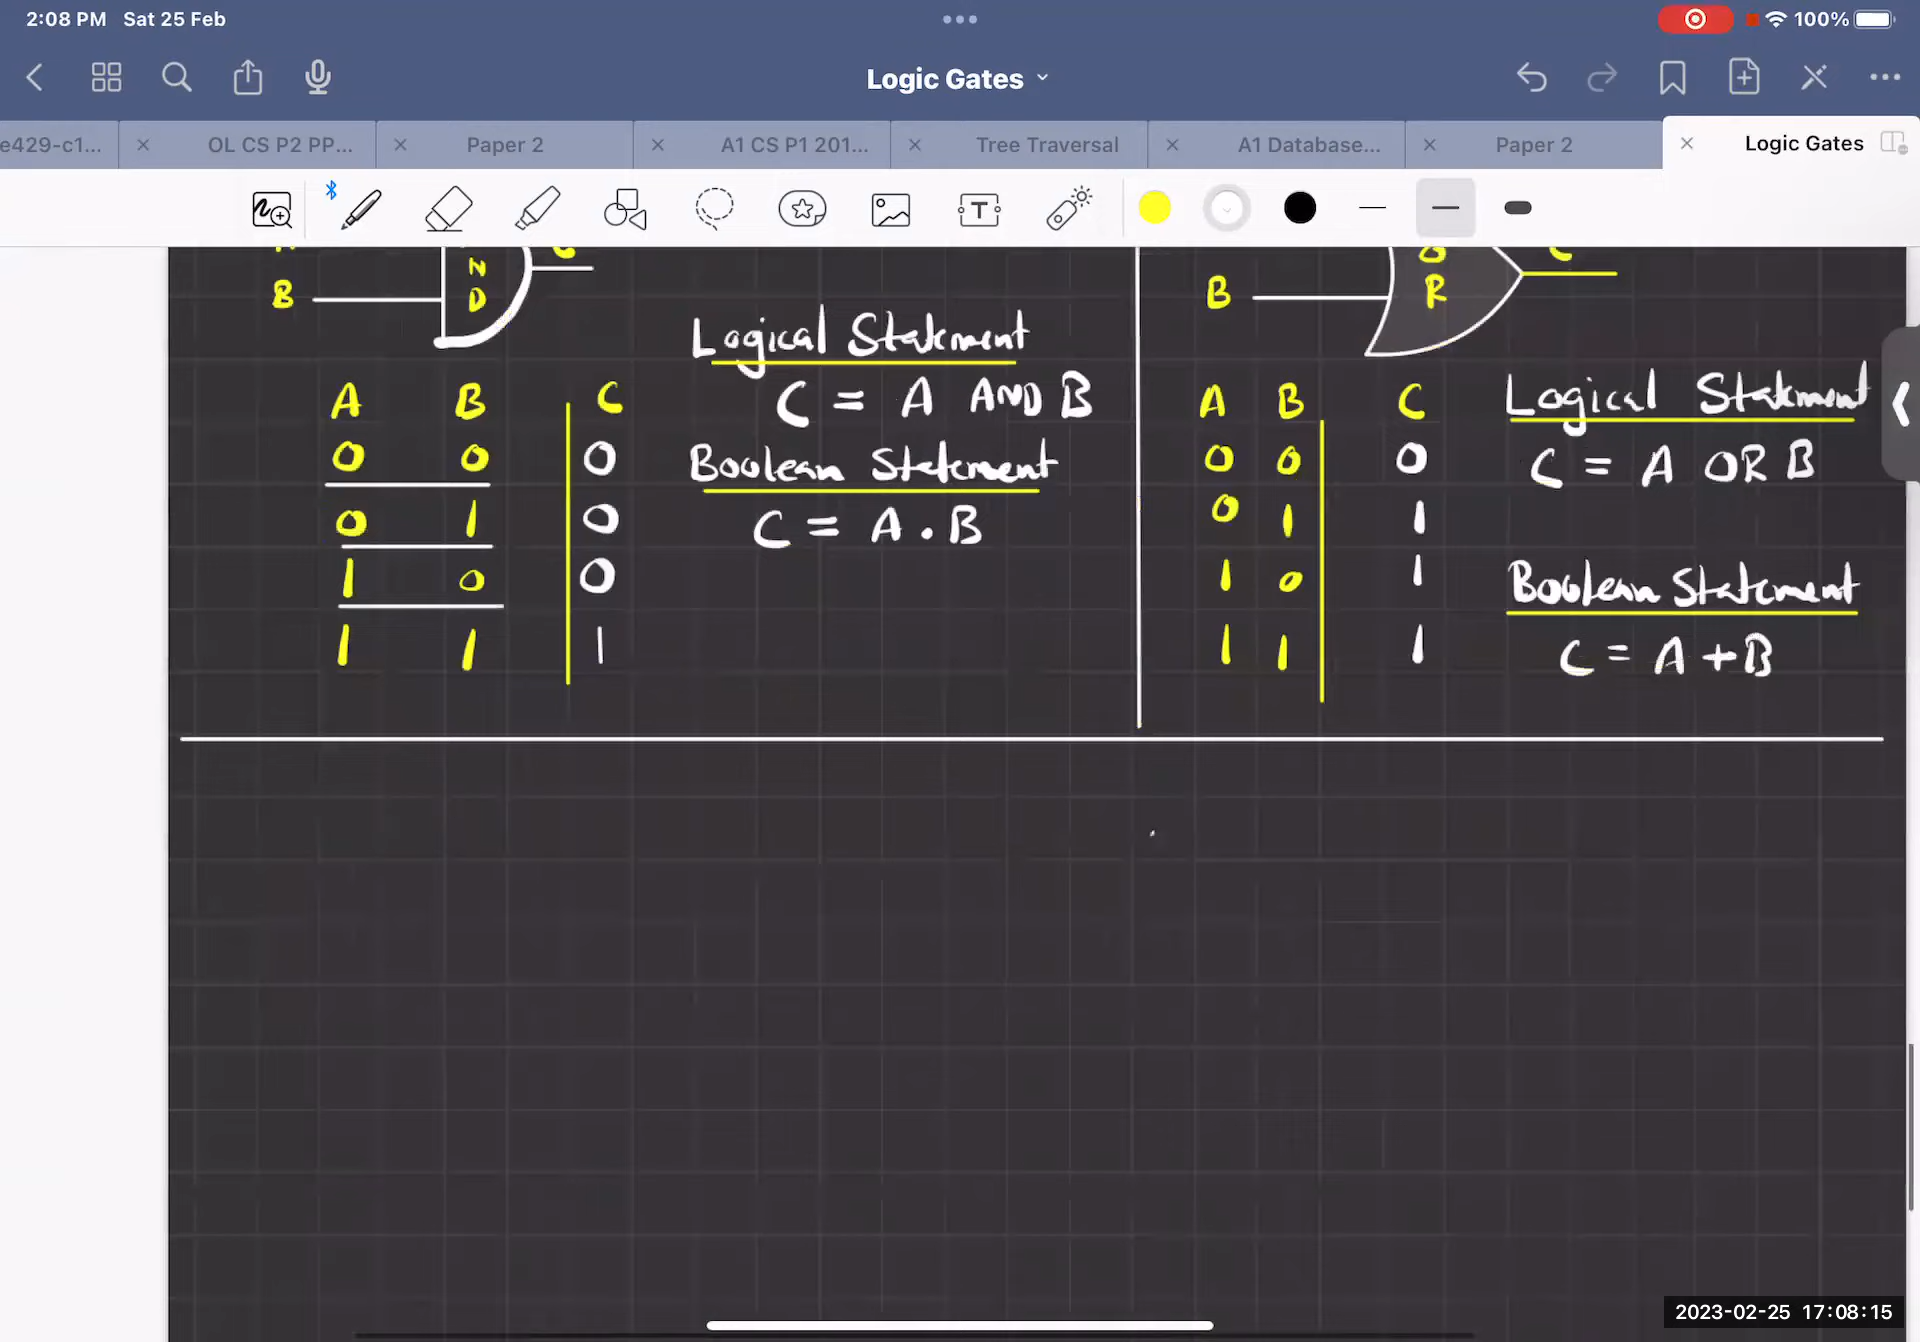 2:08 PM Sat 25 Feb
100%
Logic Gates
e429-c1...
OL CS P2 PP...
Paper 2
A1 CS P1 201...
Tree Traversal
A1 Database...
Paper 2
Logic Gates
T
N
D
B
Logical Statement
C = A AND B
Boolean Statement
C = A . B
A B C
0 0 0
0 1 0
1 0 0
1 1 1
O
R
B
Logical Statement
C = A OR B
Boolean Statement
C = A + B
A B C
0 0 0
0 1 1
1 0 1
1 1 1
2023-02-25 17:08:15